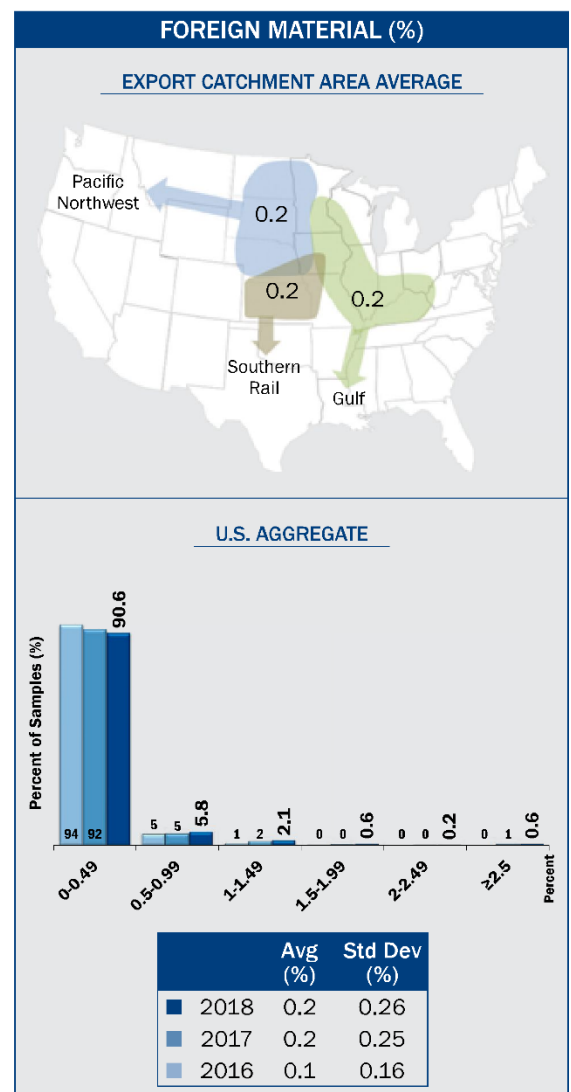 FOREIGN MATERIAL (%)
EXPORT CATCHMENT AREA AVERAGE
Pacific
Northwest
0.2
0.2
0.2
Southern
Rail
Gulf
U.S. AGGREGATE
Percent of Samples (%)
94 92 90.6
5 5 5.8
1 2 2.1
0 0 0.6
0 0 0.2
0 1 0.6
0-0.49 0.5-0.99 1-1.49 1.5-1.99 2-2.49 ≥2.5 Percent
Avg Std Dev
(%) (%)
2018 0.2 0.26
2017 0.2 0.25
2016 0.1 0.16